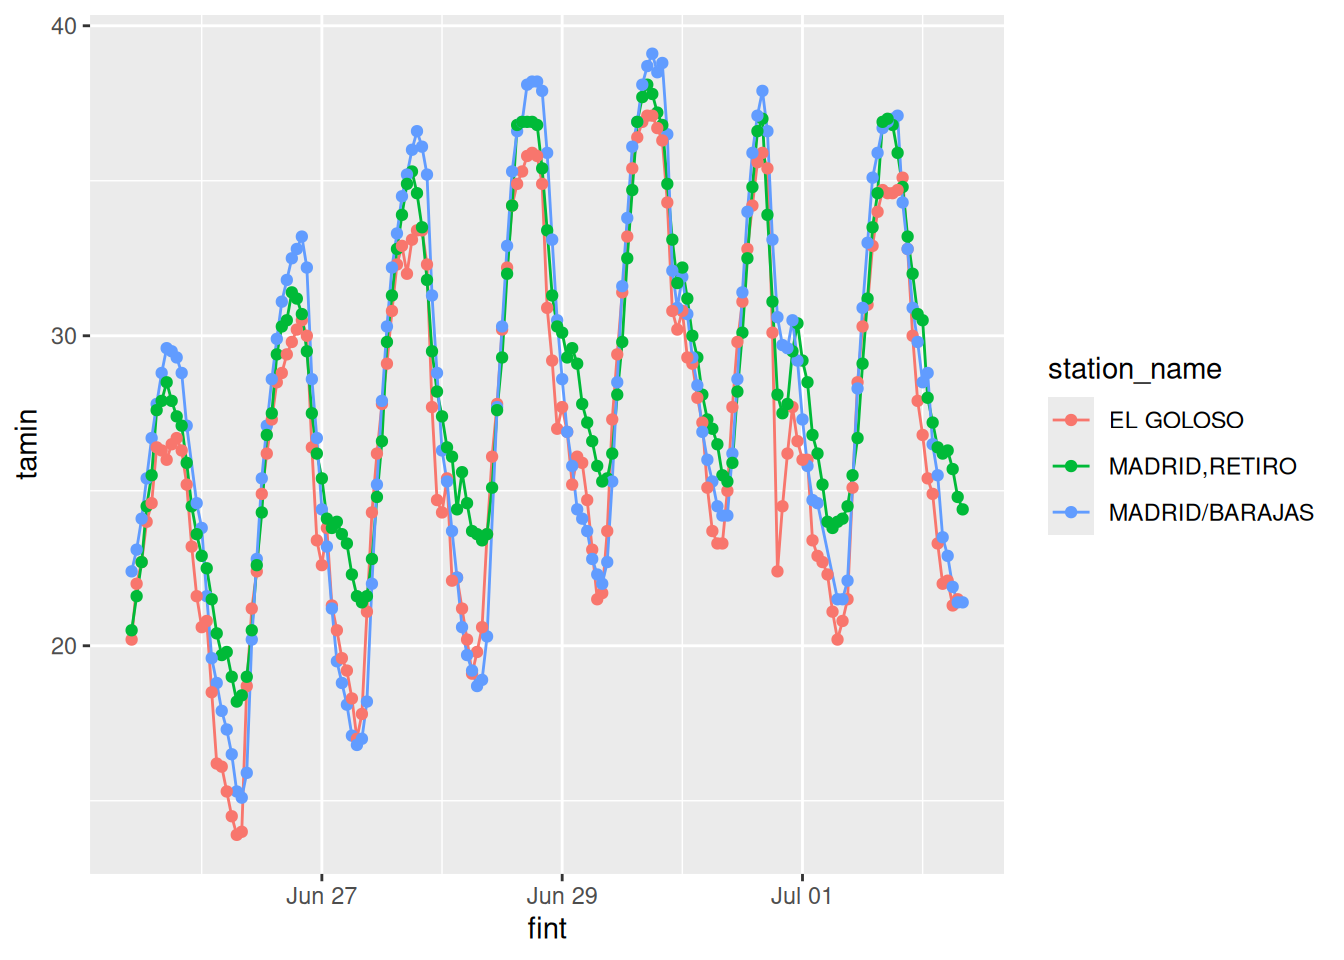 40
30
20
tamin
Jun 27
Jun 29
Jul 01
fint
station_name
EL GOLOSO
MADRID,RETIRO
MADRID/BARAJAS